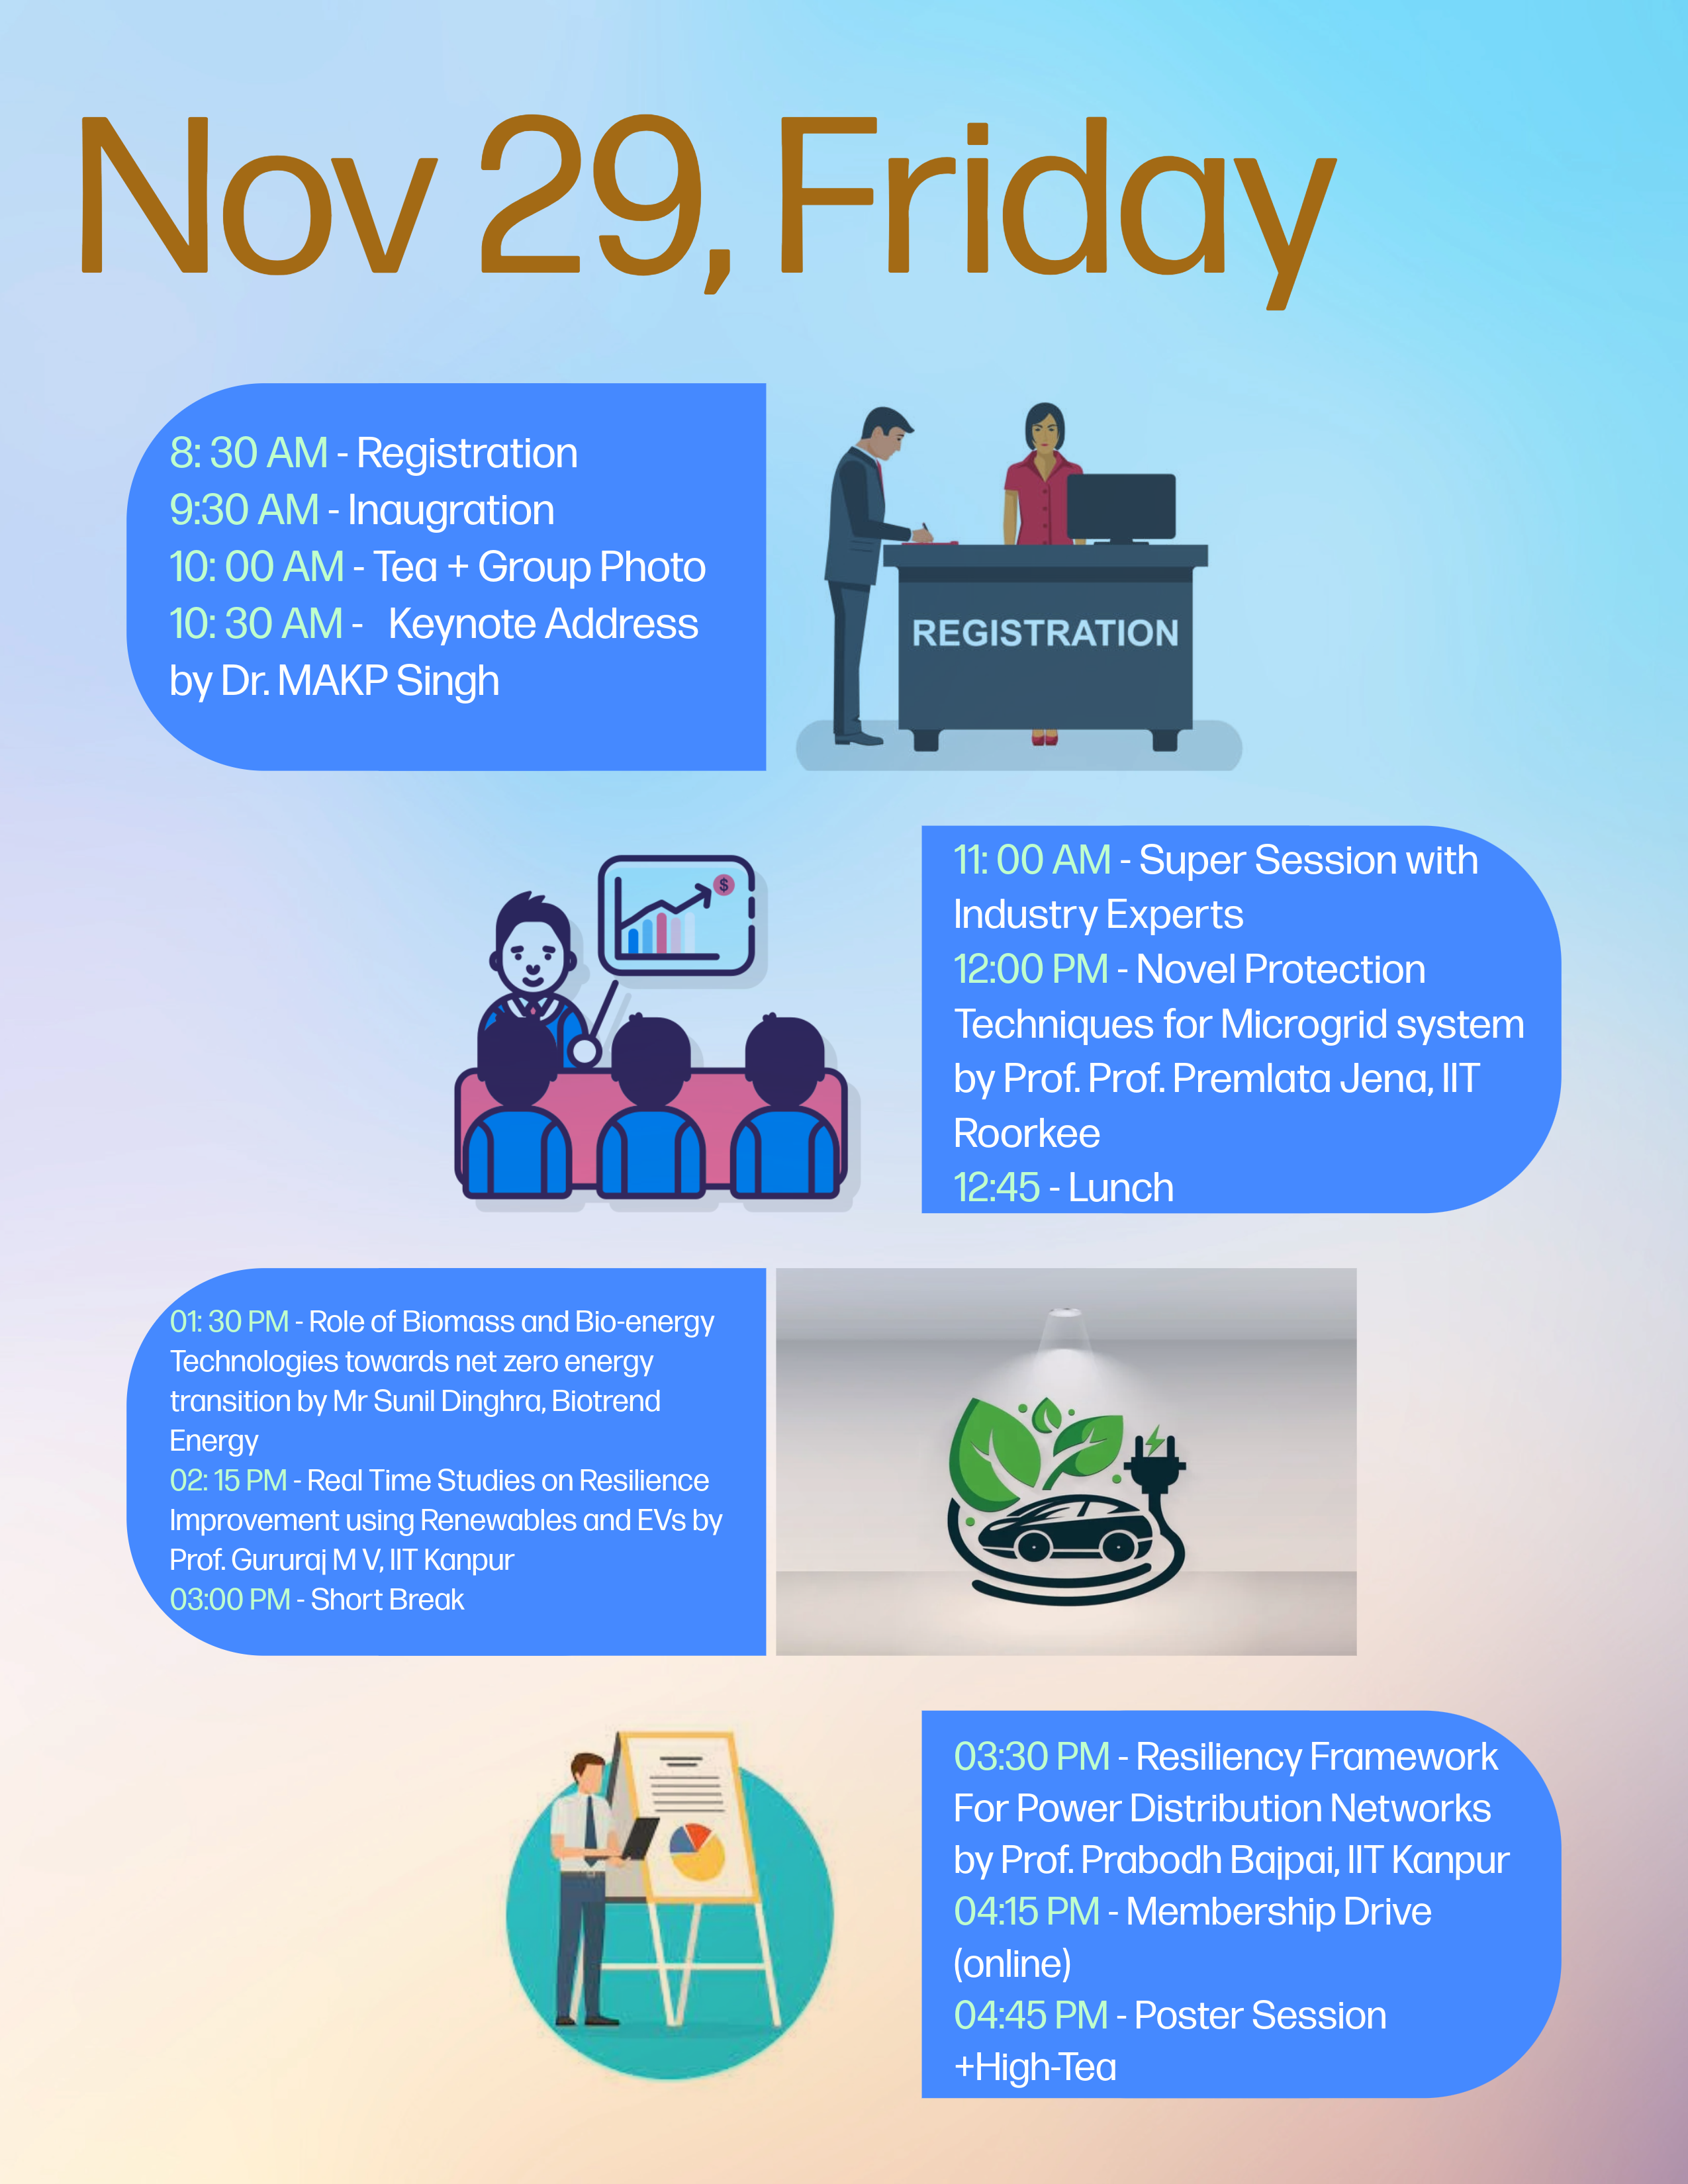 Nov 29, Friday
8: 30 AM - Registration
9:30 AM - Inaugration
10: 00 AM - Tea + Group Photo
10: 30 AM - Keynote Address
by Dr. MAKP Singh
REGISTRATION
$
11: 00 AM - Super Session with
Industry Experts
12:00 PM - Novel Protection
Techniques for Microgrid system
by Prof. Prof. Premlata Jena, IIT
Roorkee
12:45 - Lunch
01: 30 PM - Role of Biomass and Bio-energy
Technologies towards net zero energy
transition by Mr Sunil Dinghra, Biotrend
Energy
02: 15 PM - Real Time Studies on Resilience
Improvement using Renewables and EVs by
Prof. Gururaj M V, IIT Kanpur
03:00 PM - Short Break
03:30 PM - Resiliency Framework
For Power Distribution Networks
by Prof. Prabodh Bajpai, IIT Kanpur
04:15 PM - Membership Drive
(online)
04:45 PM - Poster Session
+High-Tea